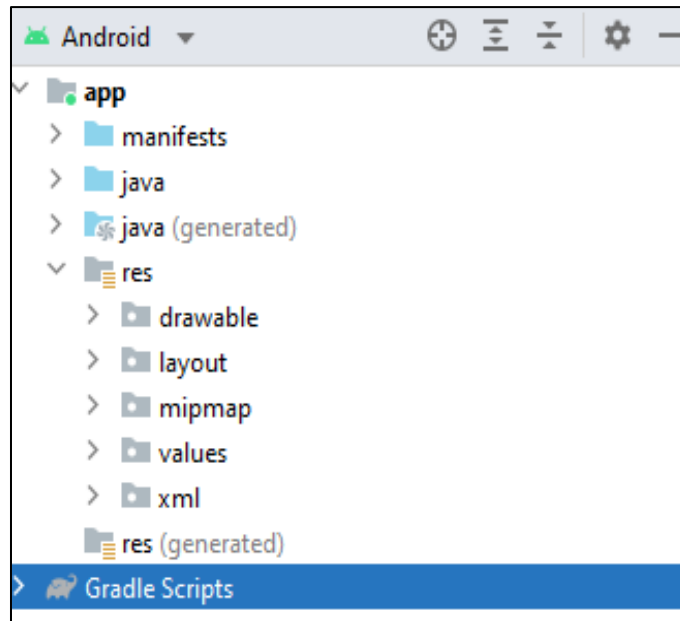 Android
app
manifests
java
java (generated)
res
drawable
layout
mipmap
values
xml
res (generated)
Gradle Scripts